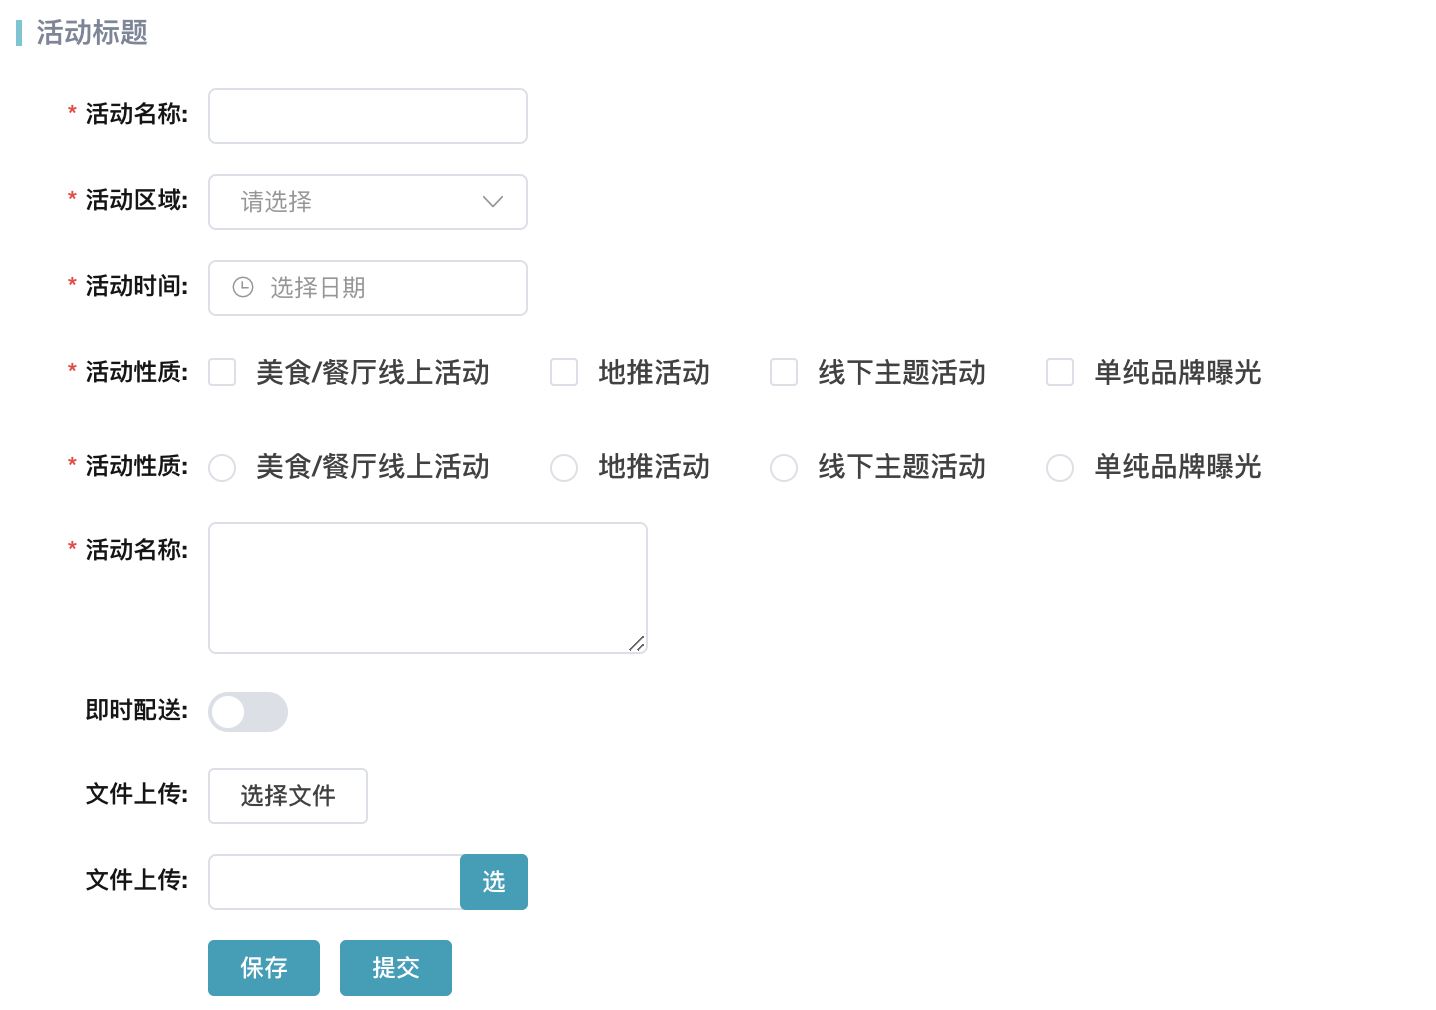 活动标题
* 活动名称:
* 活动区域: 请选择
* 活动时间: 选择日期
* 活动性质: 美食/餐厅线上活动 地推活动 线下主题活动 单纯品牌曝光
* 活动性质: 美食/餐厅线上活动 地推活动 线下主题活动 单纯品牌曝光
* 活动名称:
即时配送:
文件上传: 选择文件
文件上传: 选
保存 提交